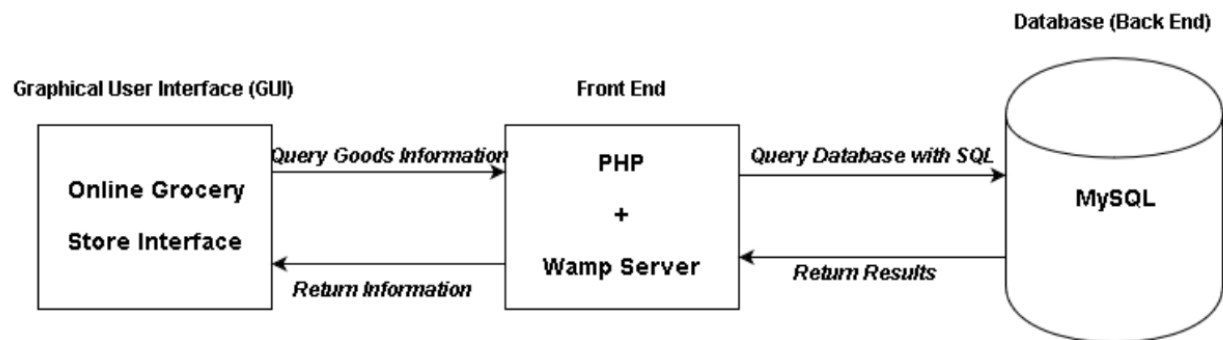 Database (Back End)
Graphical User Interface (GUI)
Front End
Query Goods Information
Query Database with SQL
PHP
+
Wamp Server
Online Grocery
Store Interface
MySQL
Return Information
Return Results